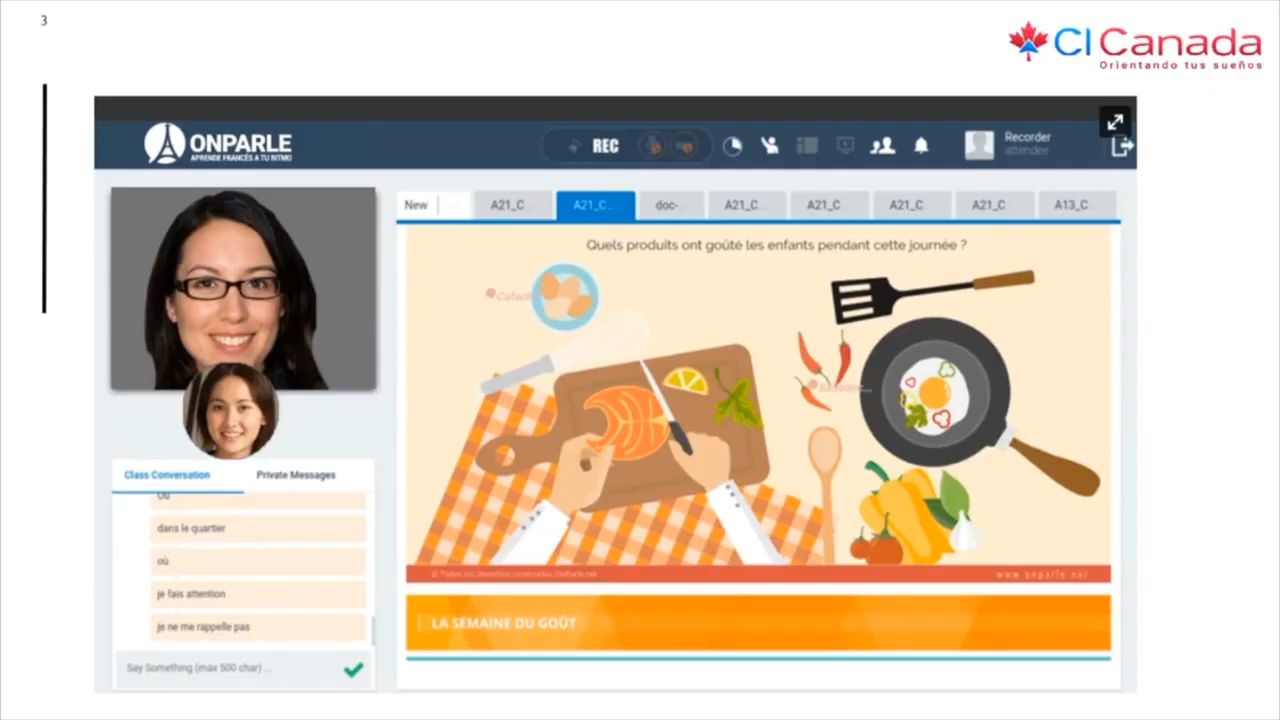 3
CI Canada
Orientando tus sueños
ONPARLE
APRENDE FRANCÉS A TU RITMO
REC
Recorder
attendee
New
A21_C...
A21_C...
doc-...
A21_C...
A21_C...
A21_C...
A21_C...
A13_C...
Quels produits ont goûté les enfants pendant cette journée ?
Class Conversation
Private Messages
Ou
dans le quartier
où
je fais attention
je ne me rappelle pas
Say Something (max 500 char) ...
www.onparle.net
LA SEMAINE DU GOÛT